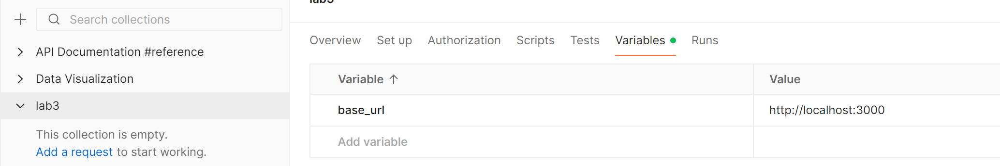 lab3
Search collections
Overview Set up Authorization Scripts Tests Variables Runs
API Documentation #reference
Data Visualization
Variable Value
lab3
base_url http://localhost:3000
This collection is empty.
Add a request to start working.
Add variable